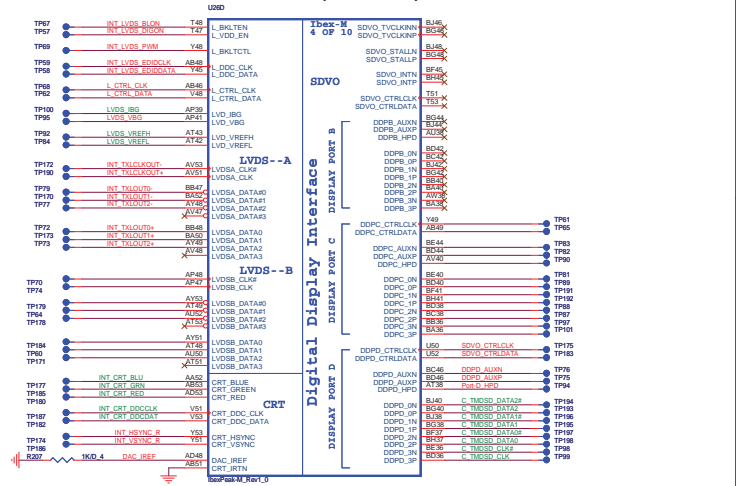 U26D
Ibex-M
4 OF 10
TP67 INT_LVDS_BLON T48 L_BKLTEN
TP57 INT_LVDS_DIGON T47 L_VDD_EN
TP69 INT_LVDS_PWM Y48 L_BKLTCTL
TP59 INT_LVDS_EDIDCLK AB48 L_DDC_CLK
TP58 INT_LVDS_EDIDDATA Y45 L_DDC_DATA
TP68 L_CTRL_CLK AB46 L_CTRL_CLK
TP62 L_CTRL_DATA V48 L_CTRL_DATA
TP100 LVDS_IBG AP39 LVD_IBG
TP95 LVDS_VBG AP41 LVD_VBG
TP92 LVDS_VREFH AT43 LVD_VREFH
TP84 LVDS_VREFL AT42 LVD_VREFL
LVDS--A
TP172 INT_TXLCLKOUT- AV53 LVDSA_CLK#
TP190 INT_TXLCLKOUT+ AV51 LVDSA_CLK
TP79 INT_TXLOUT0- BB47 LVDSA_DATA#0
TP170 INT_TXLOUT1- BA52 LVDSA_DATA#1
TP77 INT_TXLOUT2- AY48 LVDSA_DATA#2
AV47 LVDSA_DATA#3
TP72 INT_TXLOUT0+ BB48 LVDSA_DATA0
TP173 INT_TXLOUT1+ BA50 LVDSA_DATA1
TP73 INT_TXLOUT2+ AY49 LVDSA_DATA2
AV48 LVDSA_DATA3
LVDS--B
TP70 AP48 LVDSB_CLK#
TP74 AP47 LVDSB_CLK
TP179 AY53 LVDSB_DATA#0
TP64 AT49 LVDSB_DATA#1
TP178 AU52 LVDSB_DATA#2
AT53 LVDSB_DATA#3
TP184 AY51 LVDSB_DATA0
TP60 AT48 LVDSB_DATA1
TP171 AU50 LVDSB_DATA2
AT51 LVDSB_DATA3
TP177 INT_CRT_BLU AA52 CRT_BLUE
TP185 INT_CRT_GRN AB53 CRT_GREEN
TP180 INT_CRT_RED AD53 CRT_RED
CRT
TP187 INT_CRT_DDCCLK V51 CRT_DDC_CLK
TP182 INT_CRT_DDCDAT V53 CRT_DDC_DATA
TP174 INT_HSYNC_R Y53 CRT_HSYNC
TP186 INT_VSYNC_R Y51 CRT_VSYNC
R207 1K/D_4 DAC_IREF AD48 DAC_IREF
AB51 CRT_IRTN
IbexPeak-M_Rev1_0
Digital Display Interface
SDVO
SDVO_TVCLKINN BJ46
SDVO_TVCLKINP BG46
SDVO_STALLN BJ48
SDVO_STALLP BG48
SDVO_INTN BF45
SDVO_INTP BH45
SDVO_CTRLCLK T51
SDVO_CTRLDATA T53
DISPLAY PORT B
DDPB_AUXN BG44
DDPB_AUXP BJ44
DDPB_HPD AU38
DDPB_0N BD42
DDPB_0P BC42
DDPB_1N BJ42
DDPB_1P BG42
DDPB_2N BB40
DDPB_2P BA40
DDPB_3N AW38
DDPB_3P BA38
DISPLAY PORT C
DDPC_CTRLCLK Y49 TP61
DDPC_CTRLDATA AB49 TP65
DDPC_AUXN BE44 TP83
DDPC_AUXP BD44 TP82
DDPC_HPD AV40 TP90
DDPC_0N BE40 TP81
DDPC_0P BD40 TP89
DDPC_1N BF41 TP191
DDPC_1P BH41 TP192
DDPC_2N BD38 TP88
DDPC_2P BC38 TP87
DDPC_3N BB36 TP97
DDPC_3P BA36 TP101
DISPLAY PORT D
DDPD_CTRLCLK U50 SDVO_CTRLCLK TP175
DDPD_CTRLDATA U52 SDVO_CTRLDATA TP183
DDPD_AUXN BC46 DDPD_AUXN TP76
DDPD_AUXP BD46 DDPD_AUXP TP75
DDPD_HPD AT38 Port-D_HPD TP94
DDPD_0N BJ40 C_TMDSD_DATA2# TP194
DDPD_0P BG40 C_TMDSD_DATA2 TP193
DDPD_1N BJ38 C_TMDSD_DATA1# TP196
DDPD_1P BG38 C_TMDSD_DATA1 TP195
DDPD_2N BF37 C_TMDSD_DATA0# TP197
DDPD_2P BH37 C_TMDSD_DATA0 TP198
DDPD_3N BE36 C_TMDSD_CLK# TP98
DDPD_3P BD36 C_TMDSD_CLK TP99